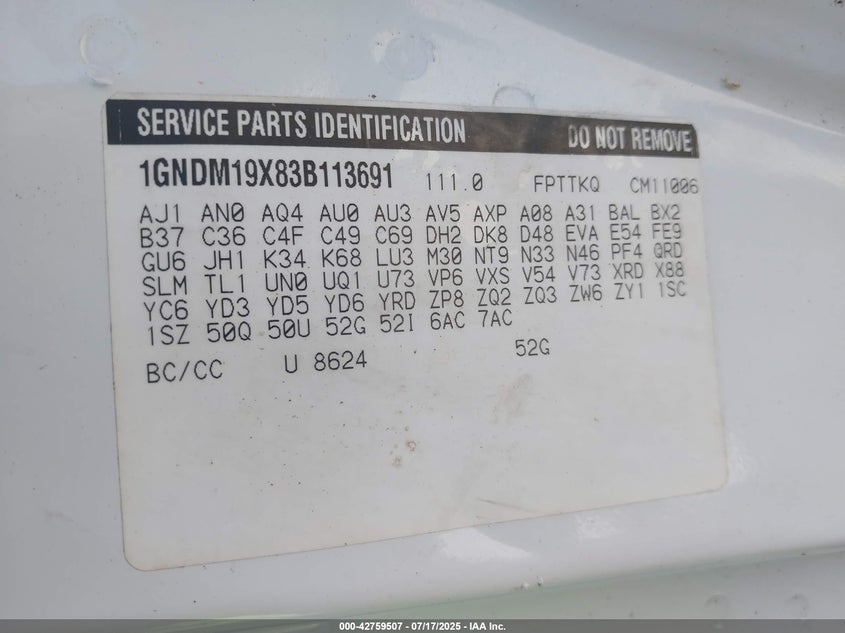 SERVICE PARTS IDENTIFICATION DO NOT REMOVE
1GNDM19X83B113691 111.0 FPTTKQ CM11006
AJ1 AN0 AQ4 AU0 AU3 AV5 AXP A08 A31 BAL BX2
B37 C36 C4F C49 C69 DH2 DK8 D48 EVA E54 FE9
GU6 JH1 K34 K68 LU3 M30 NT9 N33 N46 PF4 QRD
SLM TL1 UN0 UQ1 U73 VP6 VXS V54 V73 XRD X88
YC6 YD3 YD5 YD6 YRD ZP8 ZQ2 ZQ3 ZW6 ZY1 1SC
1SZ 50Q 50U 52G 52I 6AC 7AC
BC/CC U 8624 52G
000-42759507 - 07/17/2025 - IAA Inc.